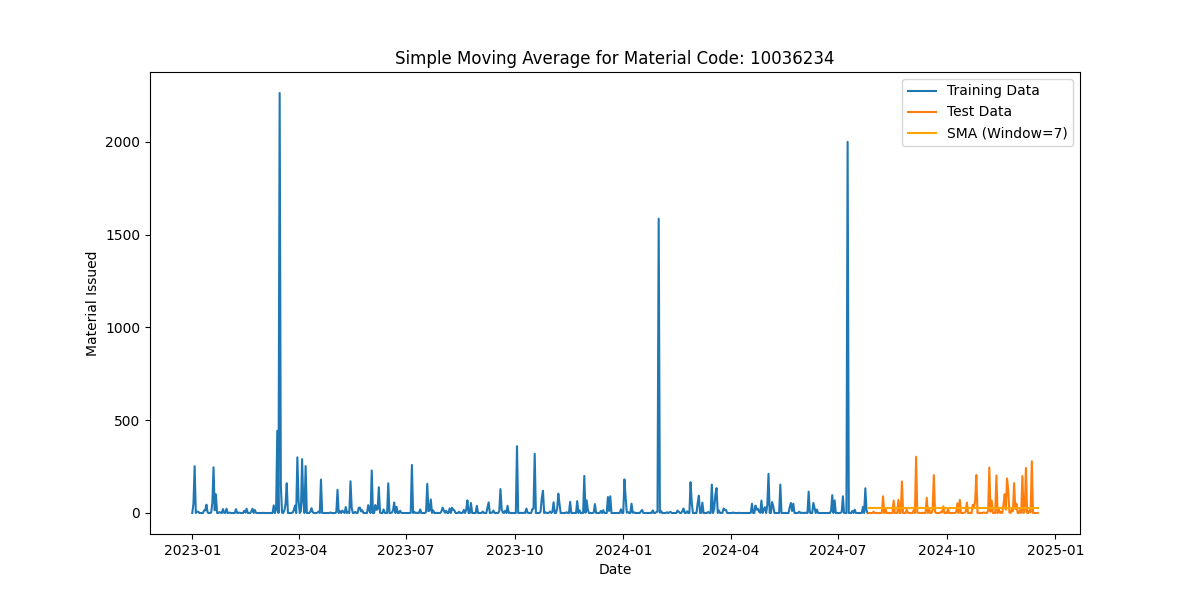 Simple Moving Average for Material Code: 10036234
Training Data
Test Data
SMA (Window=7)
Material Issued
2000
1500
1000
500
0
2023-01
2023-04
2023-07
2023-10
2024-01
2024-04
2024-07
2024-10
2025-01
Date